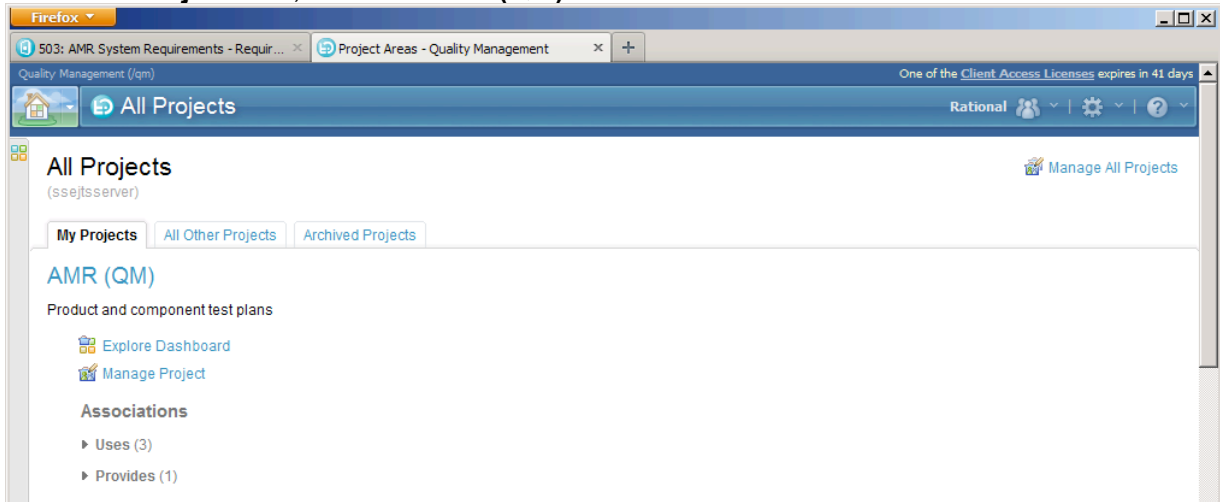 Firefox
503: AMR System Requirements - Requir... × Project Areas - Quality Management × +
Quality Management (/qm) One of the Client Access Licenses expires in 41 days
All Projects Rational
All Projects Manage All Projects
(ssejtsserver)
My Projects All Other Projects Archived Projects
AMR (QM)
Product and component test plans
Explore Dashboard
Manage Project
Associations
Uses (3)
Provides (1)